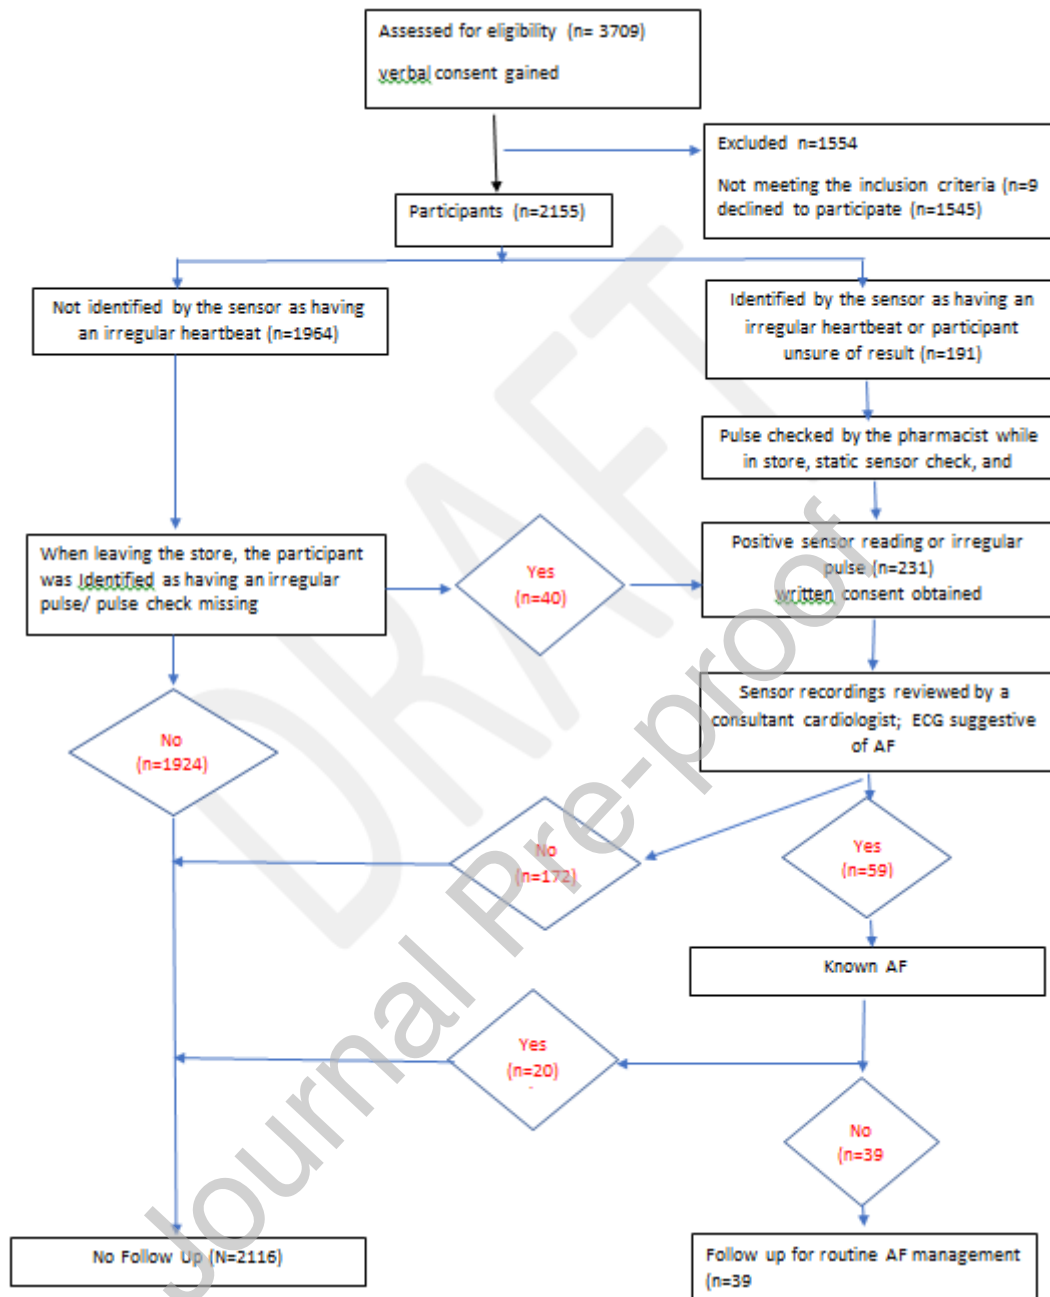 Assessed for eligibility (n= 3709)
verbal consent gained
Excluded n=1554
Not meeting the inclusion criteria (n=9
declined to participate (n=1545)
Participants (n=2155)
Not identified by the sensor as having
an irregular heartbeat (n=1964)
Identified by the sensor as having an
irregular heartbeat or participant
unsure of result (n=191)
Pulse checked by the pharmacist while
in store, static sensor check, and
When leaving the store, the participant
was Identified as having an irregular
pulse/ pulse check missing
Yes
(n=40)
Positive sensor reading or irregular
pulse (n=231)
written consent obtained
Sensor recordings reviewed by a
consultant cardiologist; ECG suggestive
of AF
No
(n=1924)
No
(n=172)
Yes
(n=59)
Known AF
Yes
(n=20)
No
(n=39
No Follow Up (N=2116)
Follow up for routine AF management
(n=39
DRAFT
Journal Pre-proof